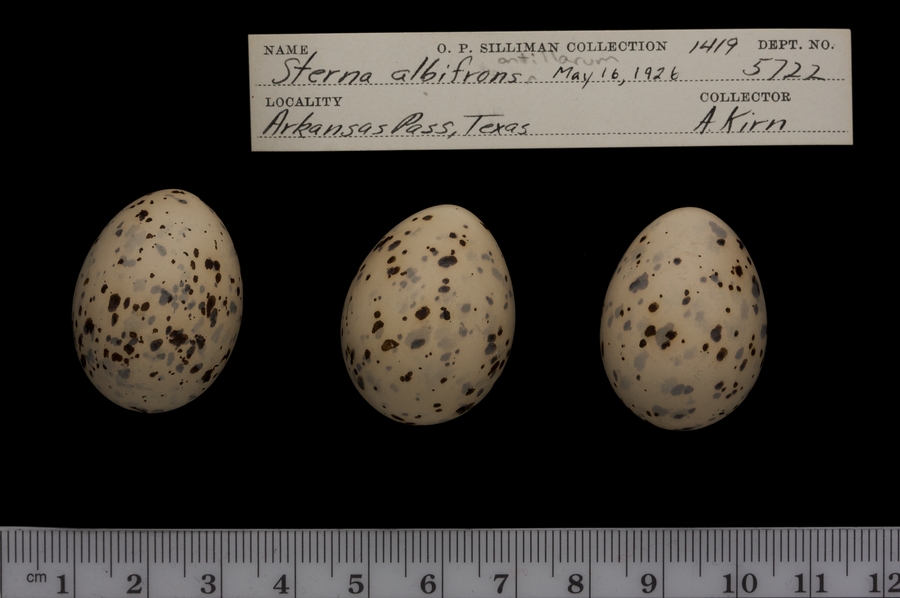 NAME O. P. SILLIMAN COLLECTION 1419 DEPT. NO.
antillarum
Sterna albifrons. May 16, 1926 5722
LOCALITY COLLECTOR
Arkansas Pass, Texas A. Kirn
cm 1 2 3 4 5 6 7 8 9 10 11 12